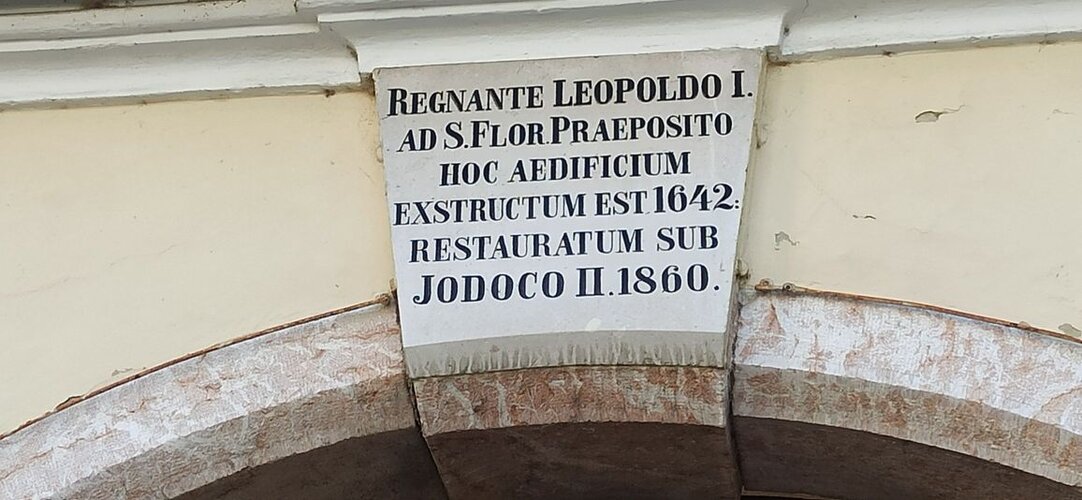 REGNANTE LEOPOLDO I.
AD S.FLOR.PRAEPOSITO
HOC AEDIFICIUM
EXSTRUCTUM EST 1642:
RESTAURATUM SUB
JODOCO II.1860.